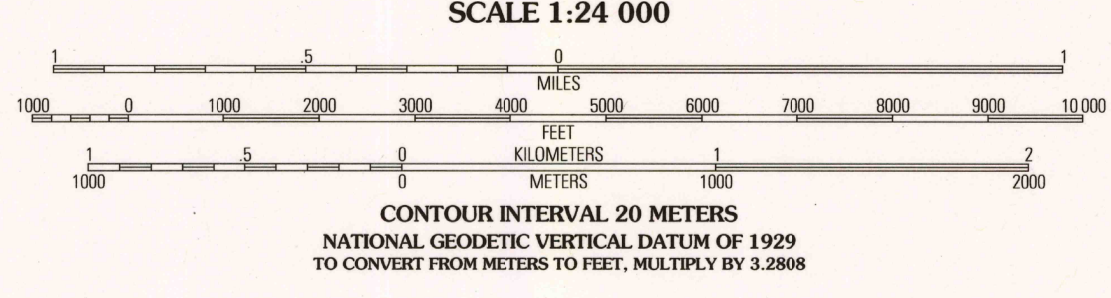 SCALE 1:24 000
1 .5 0 1
MILES
1000 0 1000 2000 3000 4000 5000 6000 7000 8000 9000 10 000
FEET
1 .5 0 KILOMETERS 1 2
1000 0 METERS 1000 2000
CONTOUR INTERVAL 20 METERS
NATIONAL GEODETIC VERTICAL DATUM OF 1929
TO CONVERT FROM METERS TO FEET, MULTIPLY BY 3.2808